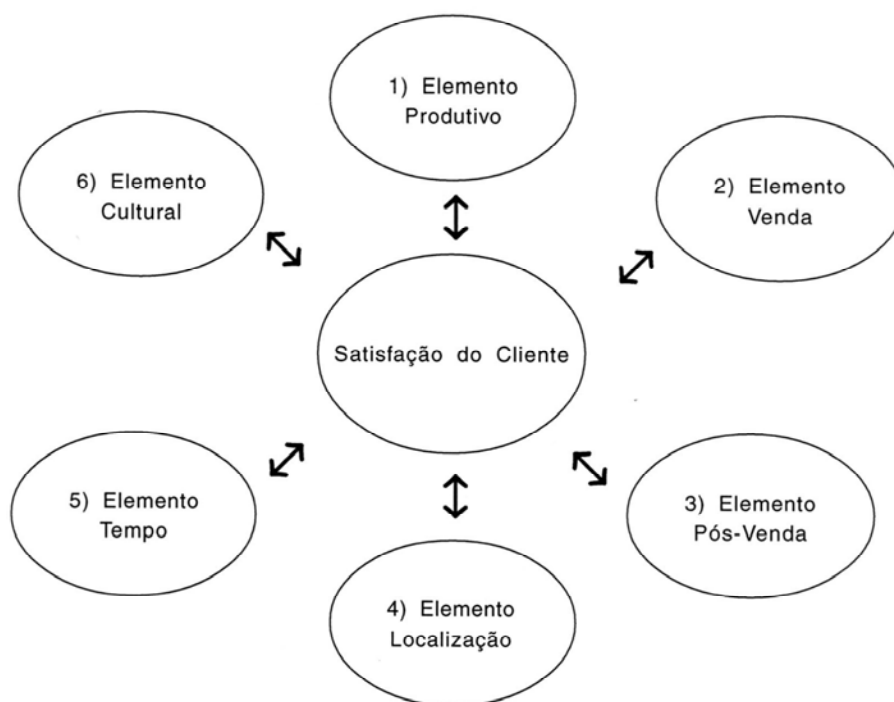 1) Elemento
Produtivo
2) Elemento
Venda
3) Elemento
Pós-Venda
4) Elemento
Localização
5) Elemento
Tempo
6) Elemento
Cultural
Satisfação do Cliente